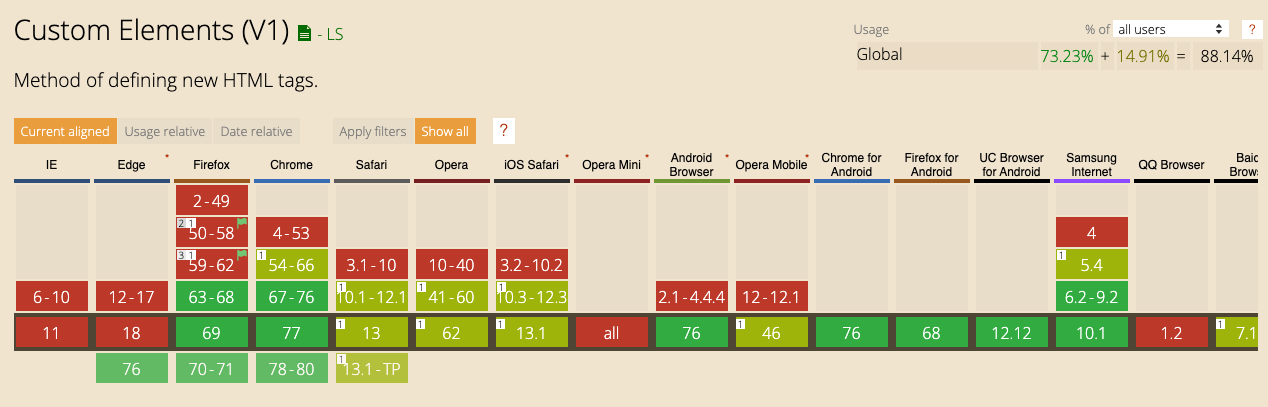 Custom Elements (V1) - LS
Usage % of all users ?
Global 73.23% + 14.91% = 88.14%
Method of defining new HTML tags.
Current aligned Usage relative Date relative Apply filters Show all ?
IE Edge * Firefox Chrome Safari Opera iOS Safari * Opera Mini * Android Browser * Opera Mobile * Chrome for Android Firefox for Android UC Browser for Android Samsung Internet QQ Browser Baid Brows
2 - 49
2 1 50 - 58 4 - 53 4
3 1 59 - 62 1 54 - 66 3.1 - 10 10 - 40 3.2 - 10.2 1 5.4
6 - 10 12 - 17 63 - 68 67 - 76 1 10.1 - 12.1 1 41 - 60 1 10.3 - 12.3 2.1 - 4.4.4 12 - 12.1 6.2 - 9.2
11 18 69 77 1 13 1 62 1 13.1 all 76 1 46 76 68 12.12 10.1 1.2 1 7.1
76 70 - 71 78 - 80 1 13.1 - TP